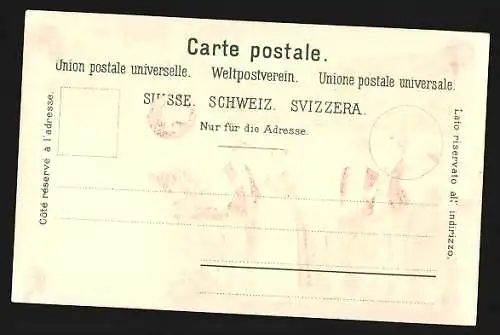 Carte postale.
Union postale universelle. Weltpostverein. Unione postale universale.
SUISSE. SCHWEIZ. SVIZZERA.
Nur für die Adresse.
Côté réservé à l'adresse.
Lato riservato all' indirizzo.